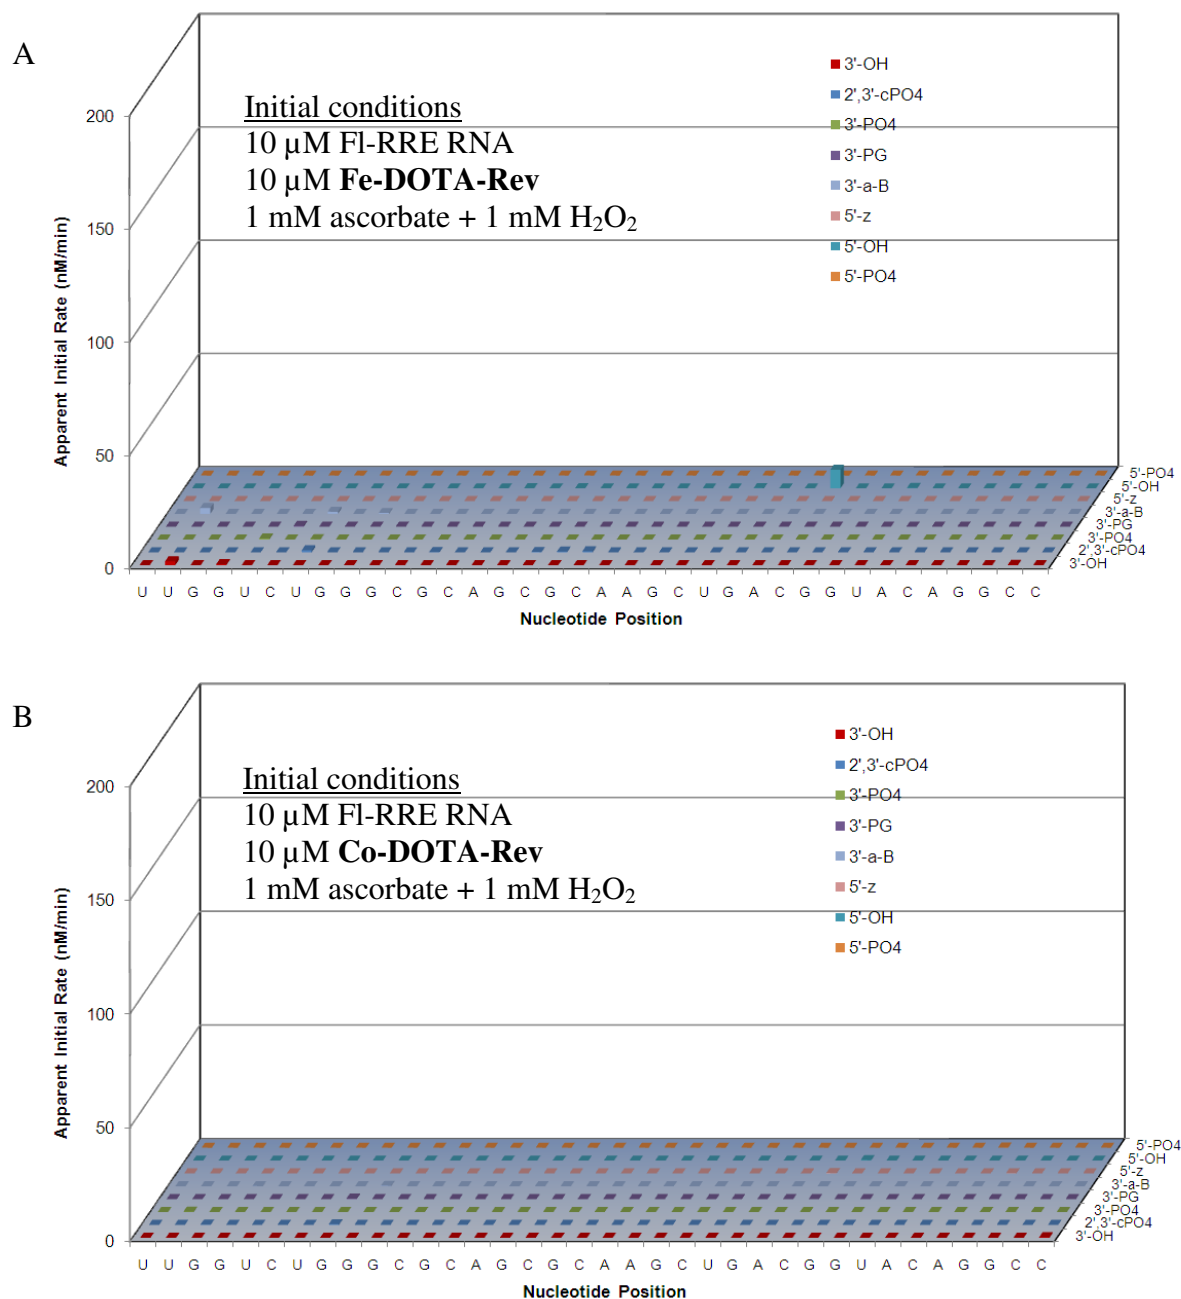 A
Initial conditions
10 µM Fl-RRE RNA
10 µM Fe-DOTA-Rev
1 mM ascorbate + 1 mM H₂O₂
3'-OH
2',3'-cPO4
3'-PO4
3'-PG
3'-a-B
5'-z
5'-OH
5'-PO4
Apparent Initial Rate (nM/min)
200
150
100
50
0
5'-PO4
5'-OH
5'-z
3'-a-B
3'-PG
3'-PO4
2',3'-cPO4
3'-OH
U U G G U C U G G G C G C A G C G C A A G C U G A C G G U A C A G G C C
Nucleotide Position
B
Initial conditions
10 µM Fl-RRE RNA
10 µM Co-DOTA-Rev
1 mM ascorbate + 1 mM H₂O₂
3'-OH
2',3'-cPO4
3'-PO4
3'-PG
3'-a-B
5'-z
5'-OH
5'-PO4
Apparent Initial Rate (nM/min)
200
150
100
50
0
5'-PO4
5'-OH
5'-z
3'-a-B
3'-PG
3'-PO4
2',3'-cPO4
3'-OH
U U G G U C U G G G C G C A G C G C A A G C U G A C G G U A C A G G C C
Nucleotide Position